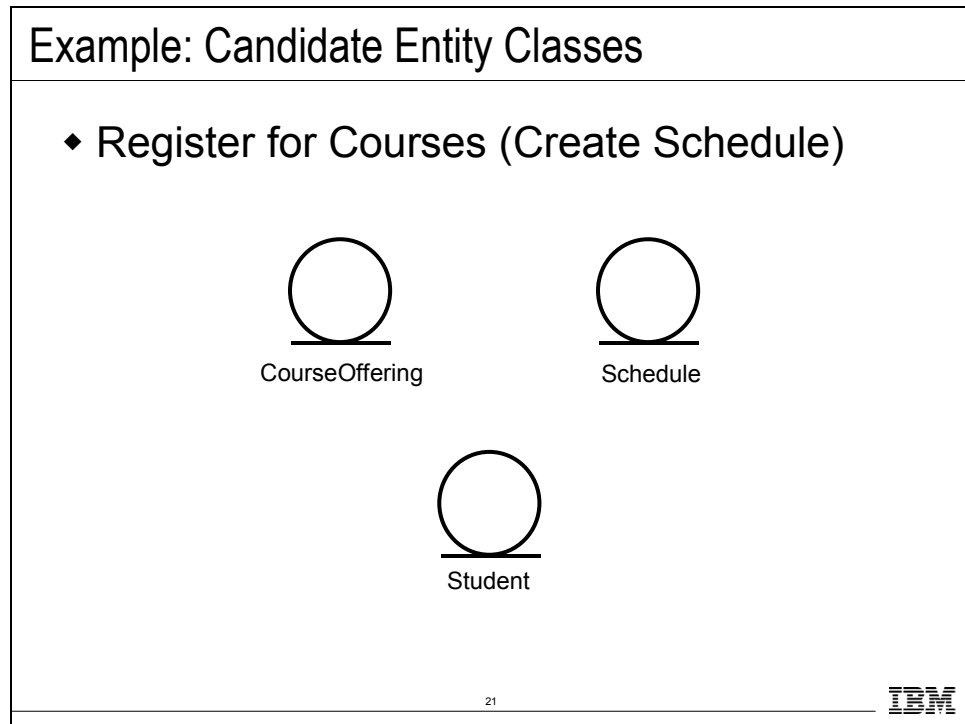 Example: Candidate Entity Classes
◆ Register for Courses (Create Schedule)
CourseOffering
Schedule
Student
21
IBM